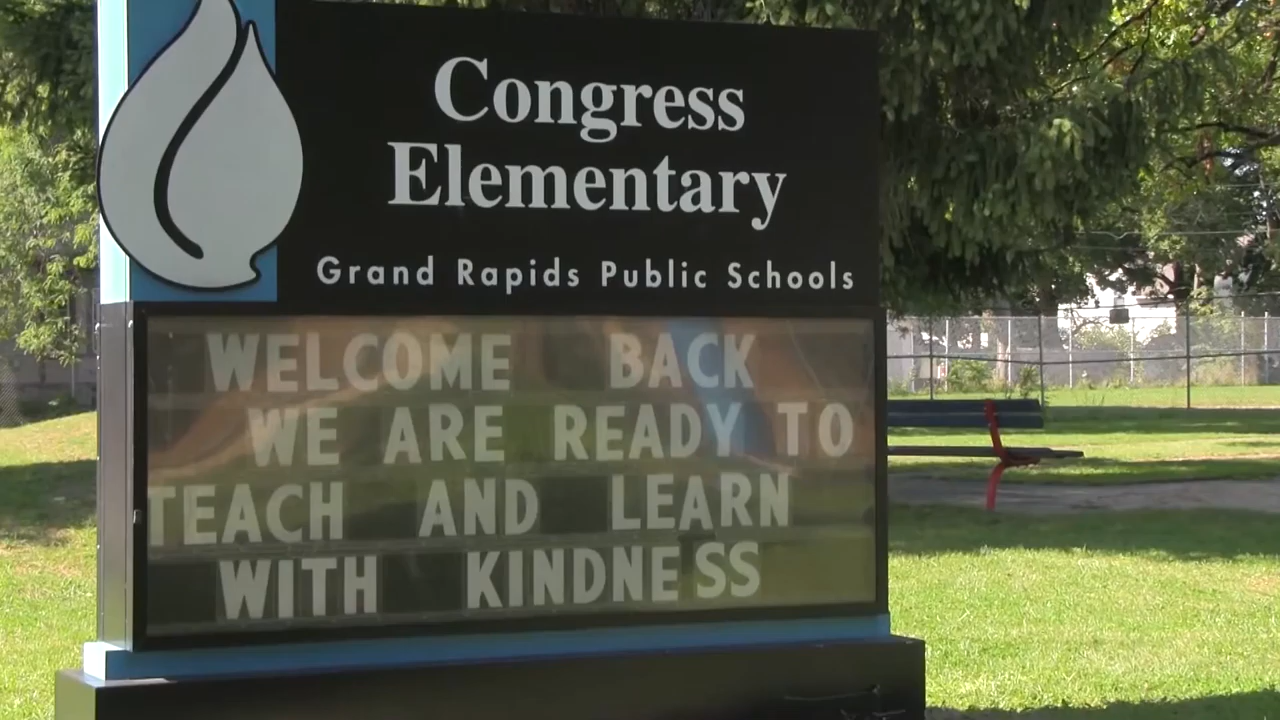 Congress
Elementary
Grand Rapids Public Schools
WELCOME BACK
WE ARE READY TO
TEACH AND LEARN
WITH KINDNESS